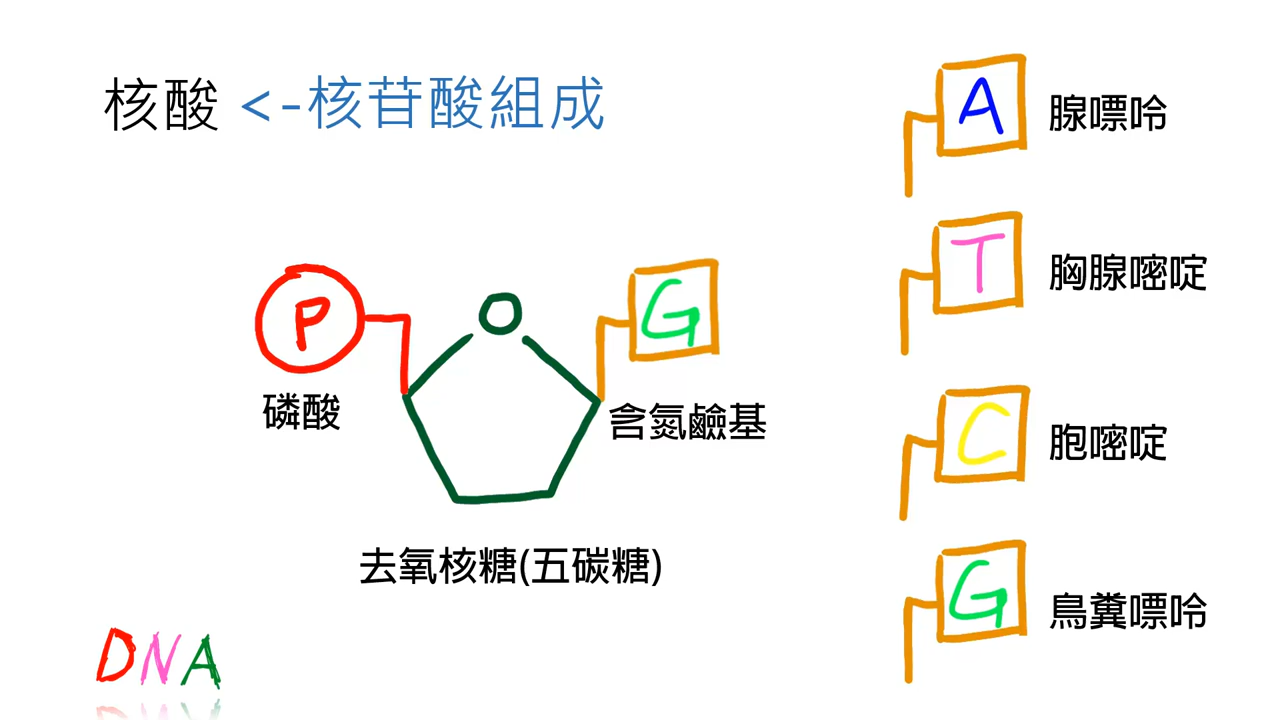 核酸 <-核苷酸組成
P
O
G
磷酸
含氮鹼基
去氧核糖(五碳糖)
A
腺嘌呤
T
胸腺嘧啶
C
胞嘧啶
G
鳥糞嘌呤
DNA